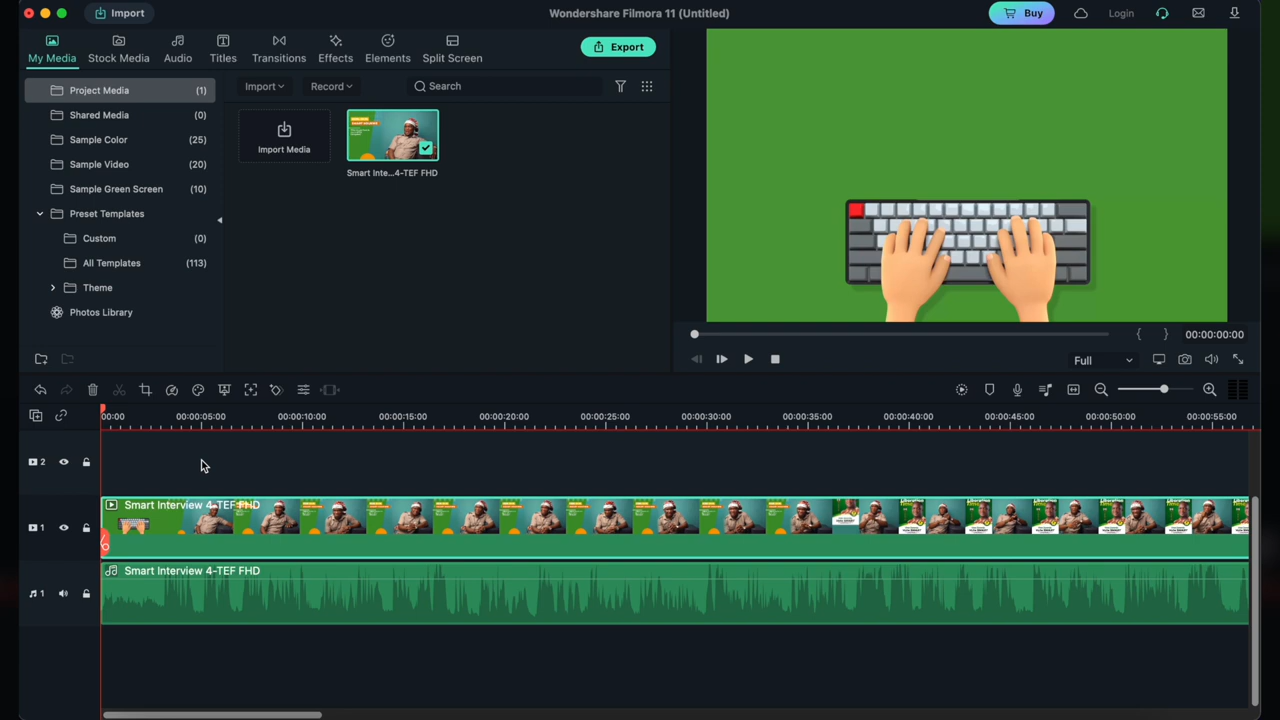 Import
Wondershare Filmora 11 (Untitled)
Buy
Login
My Media
Stock Media
Audio
Titles
Transitions
Effects
Elements
Split Screen
Export
Project Media (1)
Shared Media (0)
Sample Color (25)
Sample Video (20)
Sample Green Screen (10)
Preset Templates
Custom (0)
All Templates (113)
Theme
Photos Library
Import
Record
Search
Import Media
Smart Inte...4-TEF FHD
{ }
00:00:00:00
Full
00:00 00:00:05:00 00:00:10:00 00:00:15:00 00:00:20:00 00:00:25:00 00:00:30:00 00:00:35:00 00:00:40:00 00:00:45:00 00:00:50:00 00:00:55:00
2
Smart Interview 4-TEF FHD
1
Smart Interview 4-TEF FHD
1